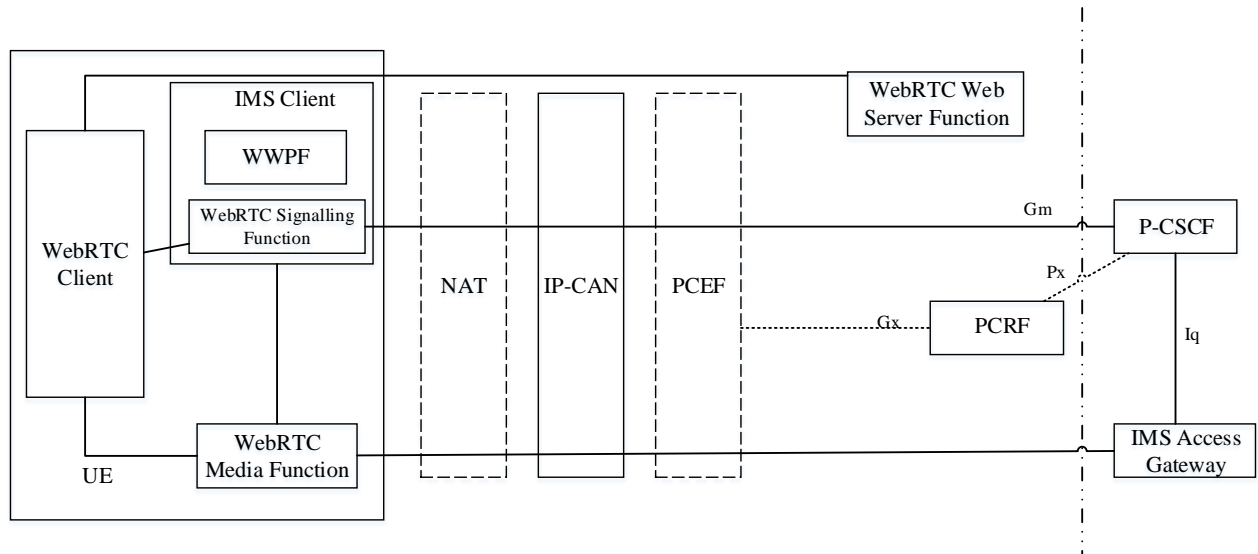 IMS Client
WebRTC Web
Server Function
WWPF
WebRTC Signalling
Function
Gm
P-CSCF
WebRTC
Client
NAT
IP-CAN
PCEF
Px
Gx
PCRF
Iq
WebRTC
Media Function
IMS Access
Gateway
UE